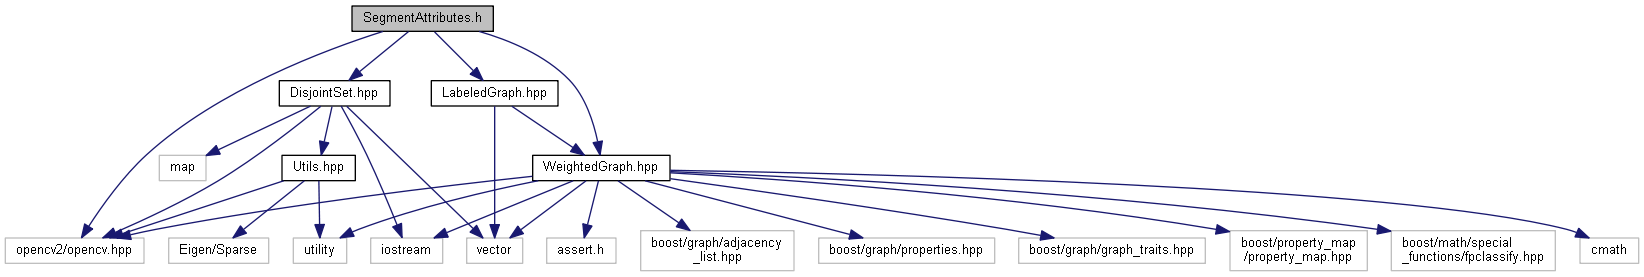 SegmentAttributes.h
DisjointSet.hpp
LabeledGraph.hpp
map
Utils.hpp
WeightedGraph.hpp
opencv2/opencv.hpp
Eigen/Sparse
utility
iostream
vector
assert.h
boost/graph/adjacency
_list.hpp
boost/graph/properties.hpp
boost/graph/graph_traits.hpp
boost/property_map
/property_map.hpp
boost/math/special
_functions/fpclassify.hpp
cmath